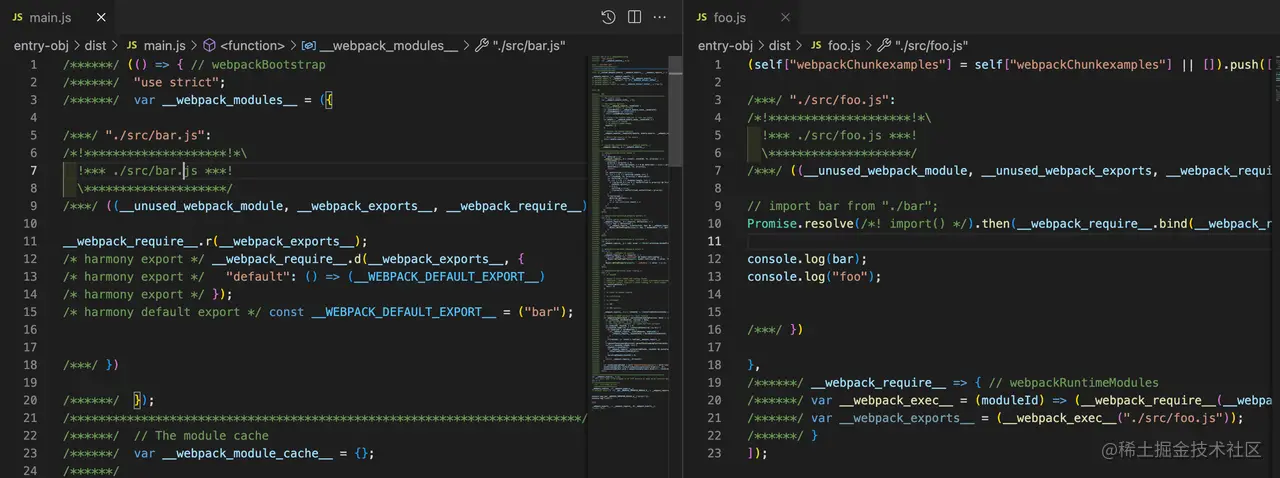 JS main.js
entry-obj > dist > JS main.js > <function> > __webpack_modules__ > "./src/bar.js"
1 /******/ (() => { // webpackBootstrap
2 /******/ "use strict";
3 /******/ var __webpack_modules__ = ({
4
5 /***/ "./src/bar.js":
6 /*!********************!*\
7 !*** ./src/bar.js ***!
8 \********************/
9 /***/ ((__unused_webpack_module, __webpack_exports__, __webpack_require__)
10
11 __webpack_require__.r(__webpack_exports__);
12 /* harmony export */ __webpack_require__.d(__webpack_exports__, {
13 /* harmony export */ "default": () => (__WEBPACK_DEFAULT_EXPORT__)
14 /* harmony export */ });
15 /* harmony default export */ const __WEBPACK_DEFAULT_EXPORT__ = ("bar");
16
17
18 /***/ })
19
20 /******/ });
21 /************************************************************************/
22 /******/ // The module cache
23 /******/ var __webpack_module_cache__ = {};
24 /******/
JS foo.js
entry-obj > dist > JS foo.js > "./src/foo.js"
1 (self["webpackChunkexamples"] = self["webpackChunkexamples"] || []).push([
2
3 /***/ "./src/foo.js":
4 /*!********************!*\
5 !*** ./src/foo.js ***!
6 \********************/
7 /***/ ((__unused_webpack_module, __unused_webpack_exports, __webpack_requi
8
9 // import bar from "./bar";
10 Promise.resolve(/*! import() */).then(__webpack_require__.bind(__webpack_r
11
12 console.log(bar);
13 console.log("foo");
14
15
16 /***/ })
17
18 },
19 /******/ __webpack_require__ => { // webpackRuntimeModules
20 /******/ var __webpack_exec__ = (moduleId) => (__webpack_require__(__webp
21 /******/ var __webpack_exports__ = (__webpack_exec__("./src/foo.js"));
22 /******/ }
23 ]);
@稀土掘金技术社区